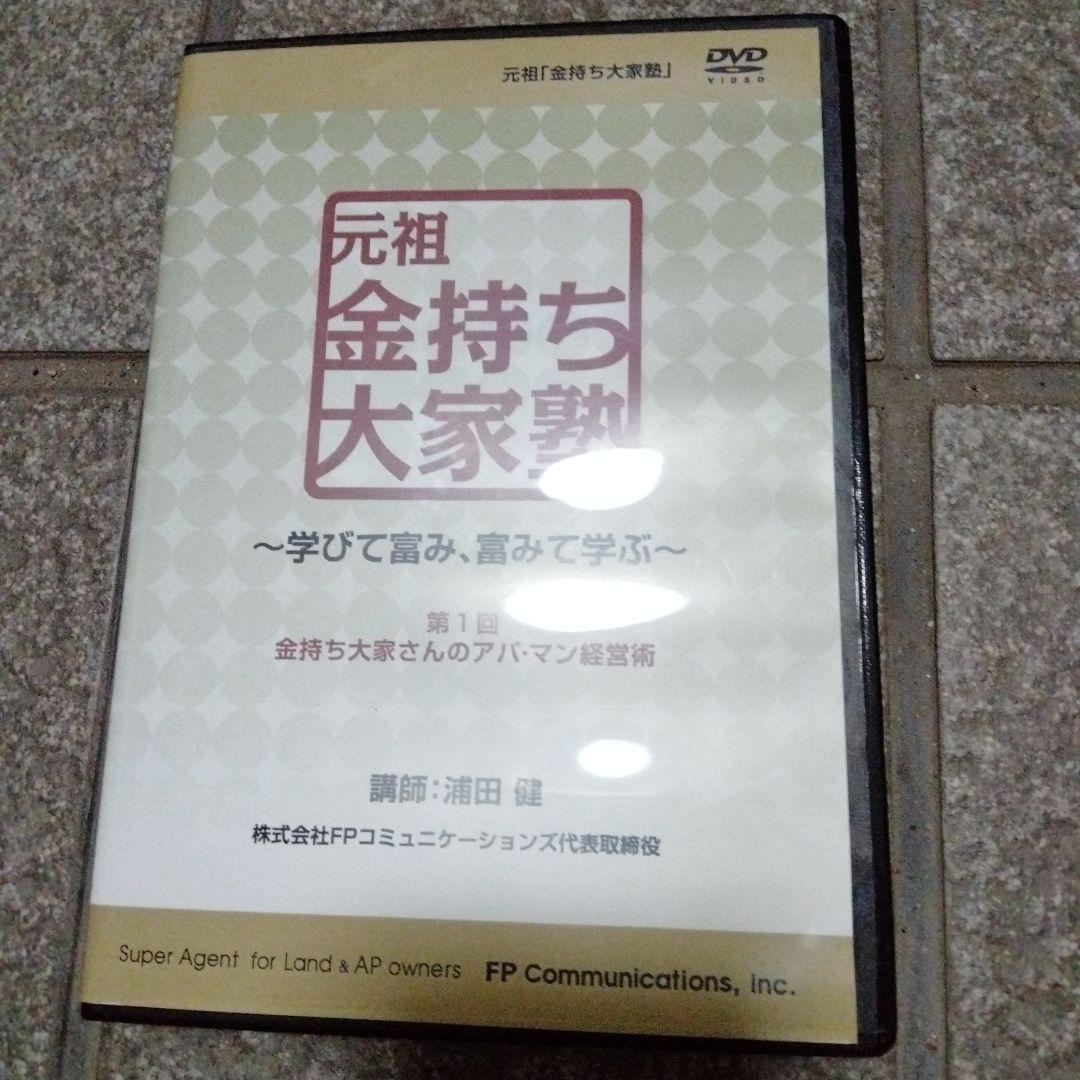 元祖「金持ち大家塾」
DVD
VIDEO
元祖
金持ち
大家塾
〜学びて富み、富みて学ぶ〜
第1回
金持ち大家さんのアパ・マン経営術
講師：浦田 健
株式会社FPコミュニケーションズ代表取締役
Super Agent for Land & AP owners FP Communications, inc.